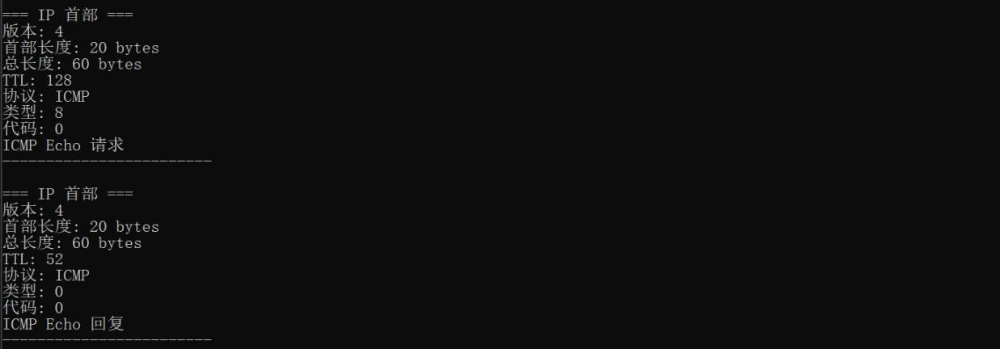 === IP 首部 ===
版本: 4
首部长度: 20 bytes
总长度: 60 bytes
TTL: 128
协议: ICMP
类型: 8
代码: 0
ICMP Echo 请求
------------------------
=== IP 首部 ===
版本: 4
首部长度: 20 bytes
总长度: 60 bytes
TTL: 52
协议: ICMP
类型: 0
代码: 0
ICMP Echo 回复
------------------------